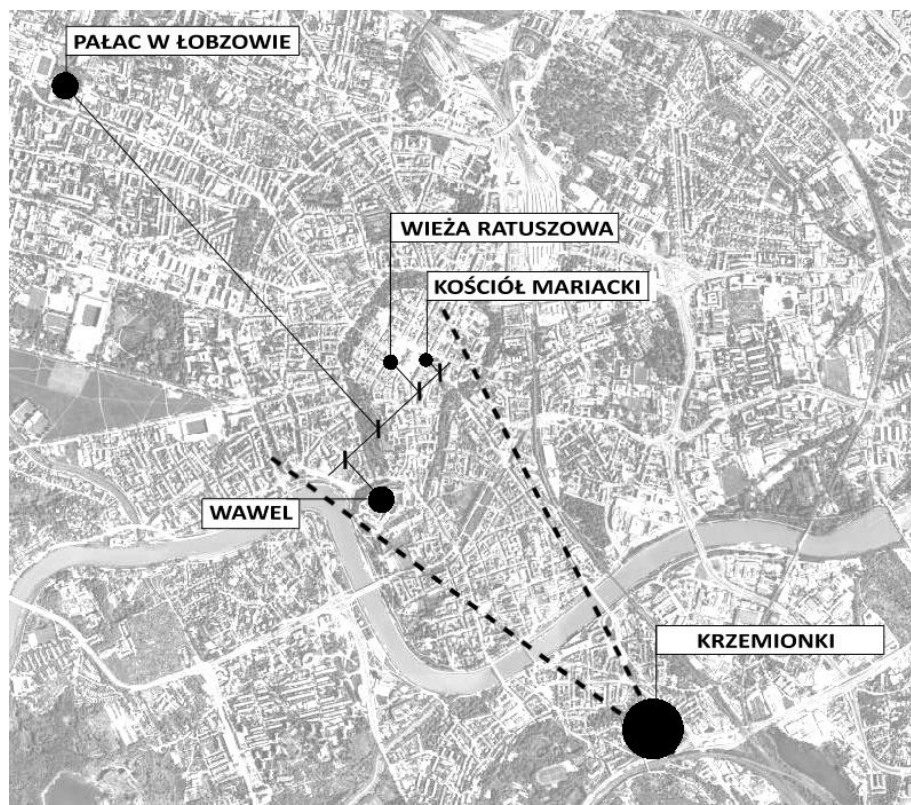 PAŁAC W ŁOBZOWIE
WIEŻA RATUSZOWA
KOŚCIÓŁ MARIACKI
WAWEL
KRZEMIONKI